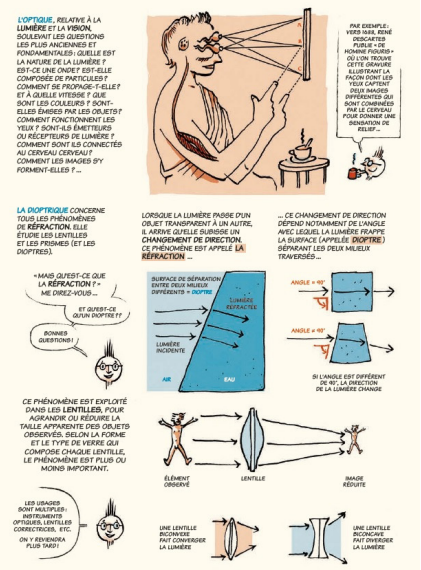 L'OPTIQUE, RELATIVE À LA
LUMIÈRE ET LA VISION,
SOULEVAIT LES QUESTIONS
LES PLUS ANCIENNES ET
FONDAMENTALES : QUELLE EST
LA NATURE DE LA LUMIÈRE ?
EST-CE UNE ONDE ? EST-ELLE
COMPOSÉE DE PARTICULES ?
COMMENT SE PROPAGE-T-ELLE ?
ET À QUELLE VITESSE ? QUE
SONT LES COULEURS ? SONT-
ELLES ÉMISES PAR LES OBJETS ?
COMMENT FONCTIONNENT LES
YEUX ? SONT-ILS ÉMETTEURS
OU RÉCEPTEURS DE LUMIÈRE ?
COMMENT SONT ILS CONNECTÉS
AU CERVEAU CERVEAU ?
COMMENT LES IMAGES S'Y
FORMENT-ELLES ? ...
PAR EXEMPLE :
VERS 1688, RENÉ
DESCARTES
PUBLIE « DE
HOMINE FIGURIS »
OÙ L'ON TROUVE
CETTE GRAVURE
ILLUSTRANT LA
FAÇON DONT LES
YEUX CAPTENT
DEUX IMAGES
DIFFÉRENTES QUI
SONT COMBINÉES
PAR LE CERVEAU
POUR DONNER UNE
SENSATION DE
RELIEF...
LA DIOPTRIQUE CONCERNE
TOUS LES PHÉNOMÈNES
DE RÉFRACTION. ELLE
ÉTUDIE LES LENTILLES
ET LES PRISMES (ET LES
DIOPTRES).
LORSQUE LA LUMIÈRE PASSE D'UN
OBJET TRANSPARENT À UN AUTRE,
IL ARRIVE QU'ELLE SUBISSE UN
CHANGEMENT DE DIRECTION.
CE PHÉNOMÈNE EST APPELÉ LA
RÉFRACTION ...
... CE CHANGEMENT DE DIRECTION
DÉPEND NOTAMMENT DE L'ANGLE
AVEC LEQUEL LA LUMIÈRE FRAPPE
LA SURFACE (APPELÉE DIOPTRE)
SÉPARANT LES DEUX MILIEUX
TRAVERSÉS...
« MAIS QU'EST-CE QUE
LA RÉFRACTION ? »
ME DIREZ-VOUS...
ET QU'EST-CE
QU'UN DIOPTRE ??
BONNES
QUESTIONS !
SURFACE DE SÉPARATION
ENTRE DEUX MILIEUX
DIFFÉRENTS = DIOPTRE
LUMIÈRE
RÉFRACTÉE
LUMIÈRE
INCIDENTE
AIR
EAU
ANGLE = 90°
ANGLE ≠ 90°
SI L'ANGLE EST DIFFÉRENT
DE 90°, LA DIRECTION
DE LA LUMIÈRE CHANGE
CE PHÉNOMÈNE EST EXPLOITÉ
DANS LES LENTILLES, POUR
AGRANDIR OU RÉDUIRE LA
TAILLE APPARENTE DES OBJETS
OBSERVÉS. SELON LA FORME
ET LE TYPE DE VERRE QUI
COMPOSE CHAQUE LENTILLE,
LE PHÉNOMÈNE EST PLUS OU
MOINS IMPORTANT.
ÉLÉMENT
OBSERVÉ
LENTILLE
IMAGE
RÉDUITE
LES USAGES
SONT MULTIPLES :
INSTRUMENTS
OPTIQUES, LENTILLES
CORRECTRICES, ETC.
ON Y REVIENDRA
PLUS TARD !
UNE LENTILLE
BICONVEXE
FAIT CONVERGER
LA LUMIÈRE
UNE LENTILLE
BICONCAVE
FAIT DIVERGER
LA LUMIÈRE